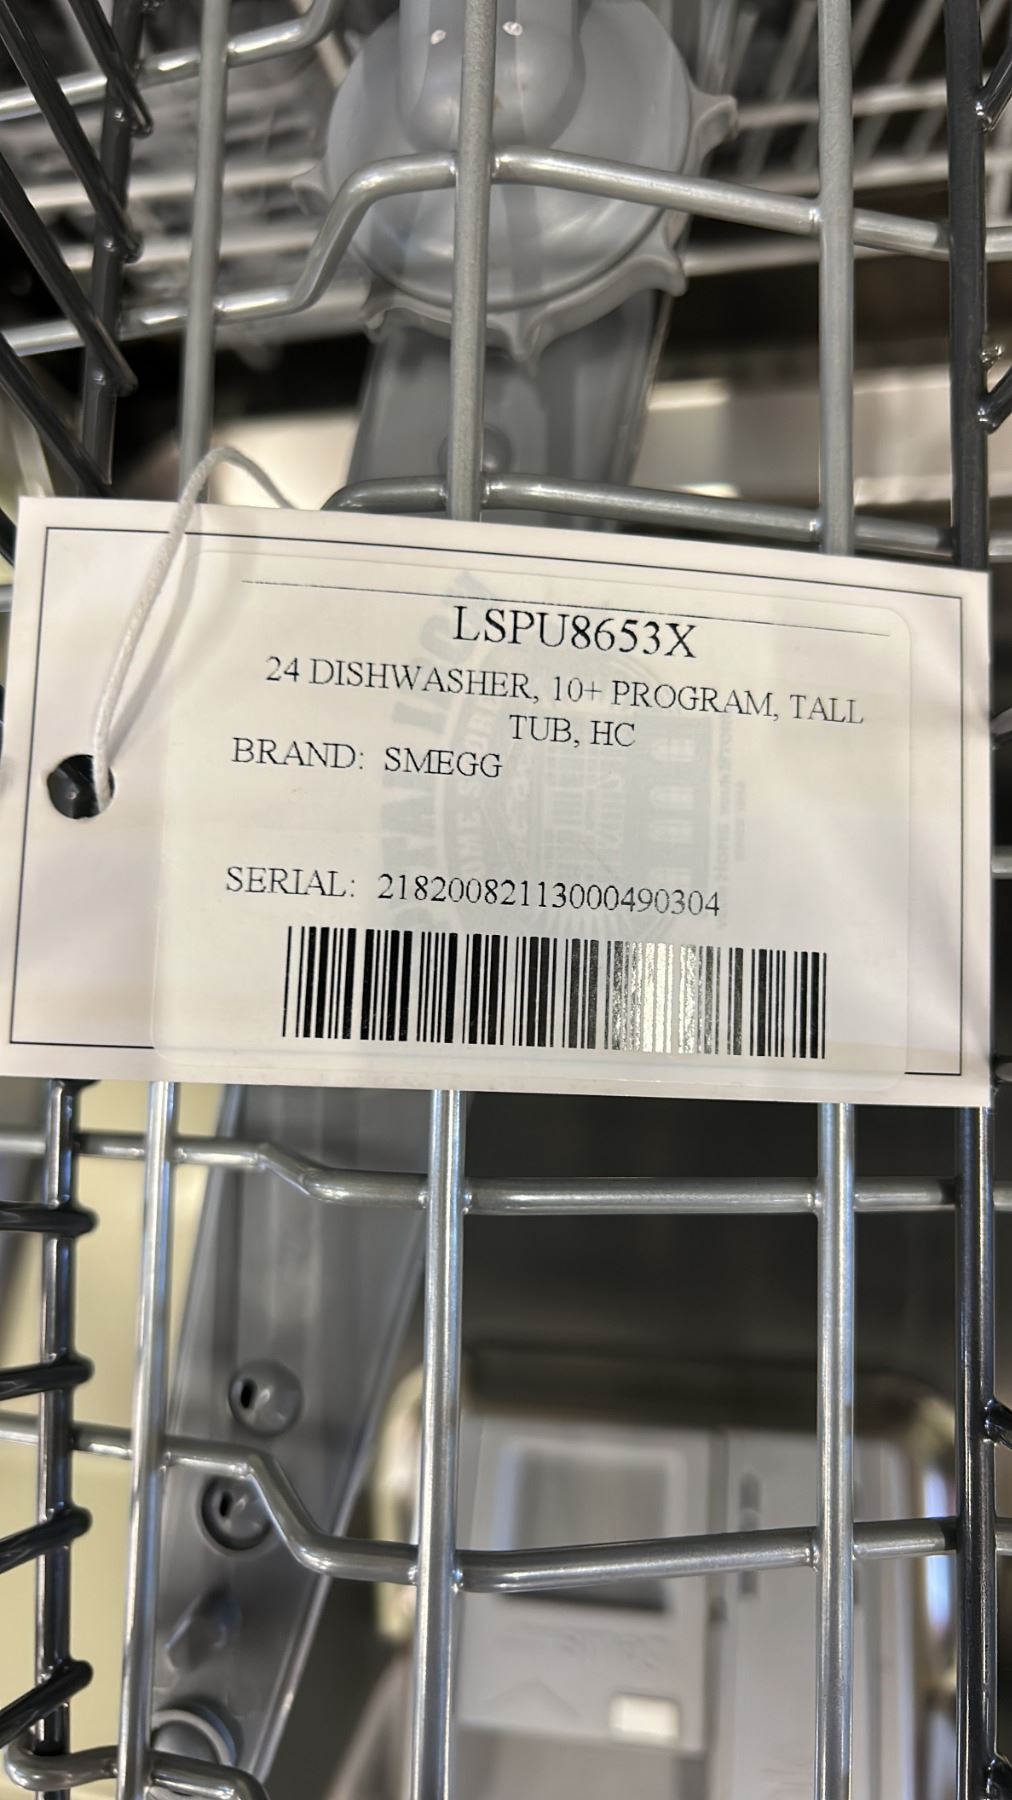 LSPU8653X
24 DISHWASHER, 10+ PROGRAM, TALL
TUB, HC
BRAND: SMEGG
SERIAL: 21820082113000490304